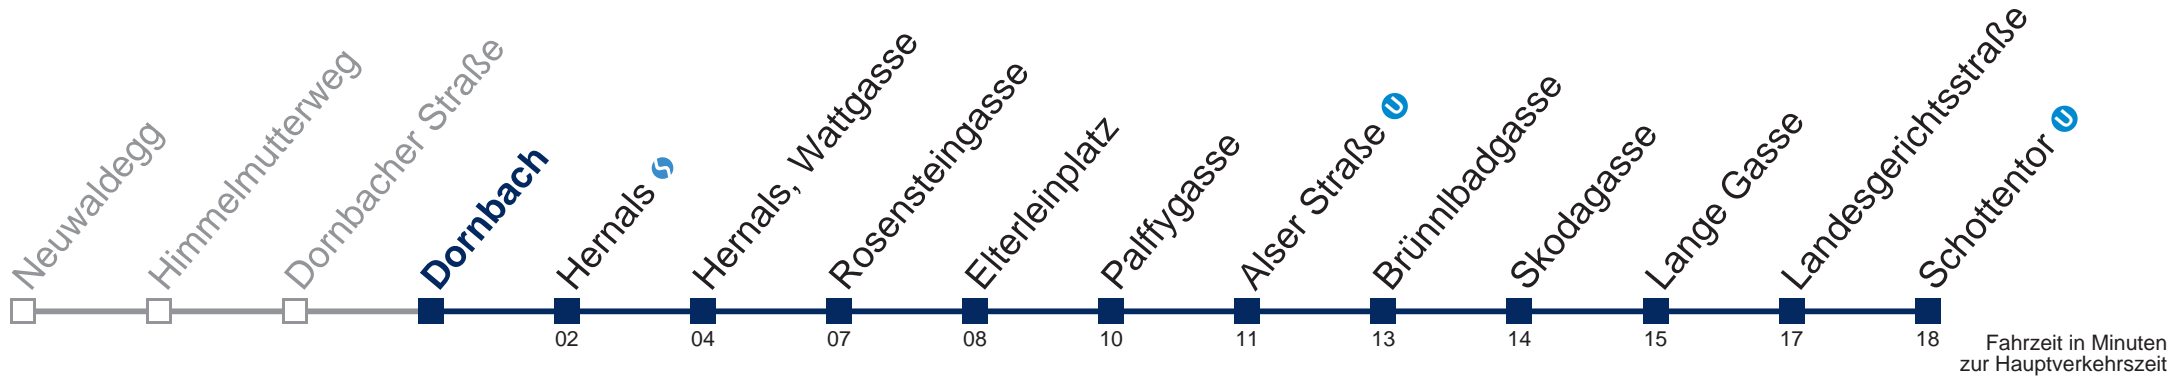 Neuwaldegg
Himmelmutterweg
Dornbacher Straße
Dornbach
Hernals
Hernals, Wattgasse
Rosensteingasse
Elterleinplatz
Palffygasse
Alser Straße U
Brünnlbadgasse
Skodagasse
Lange Gasse
Landesgerichtsstraße
Schottentor U
02 04 07 08 10 11 13 14 15 17 18
Fahrzeit in Minuten
zur Hauptverkehrszeit